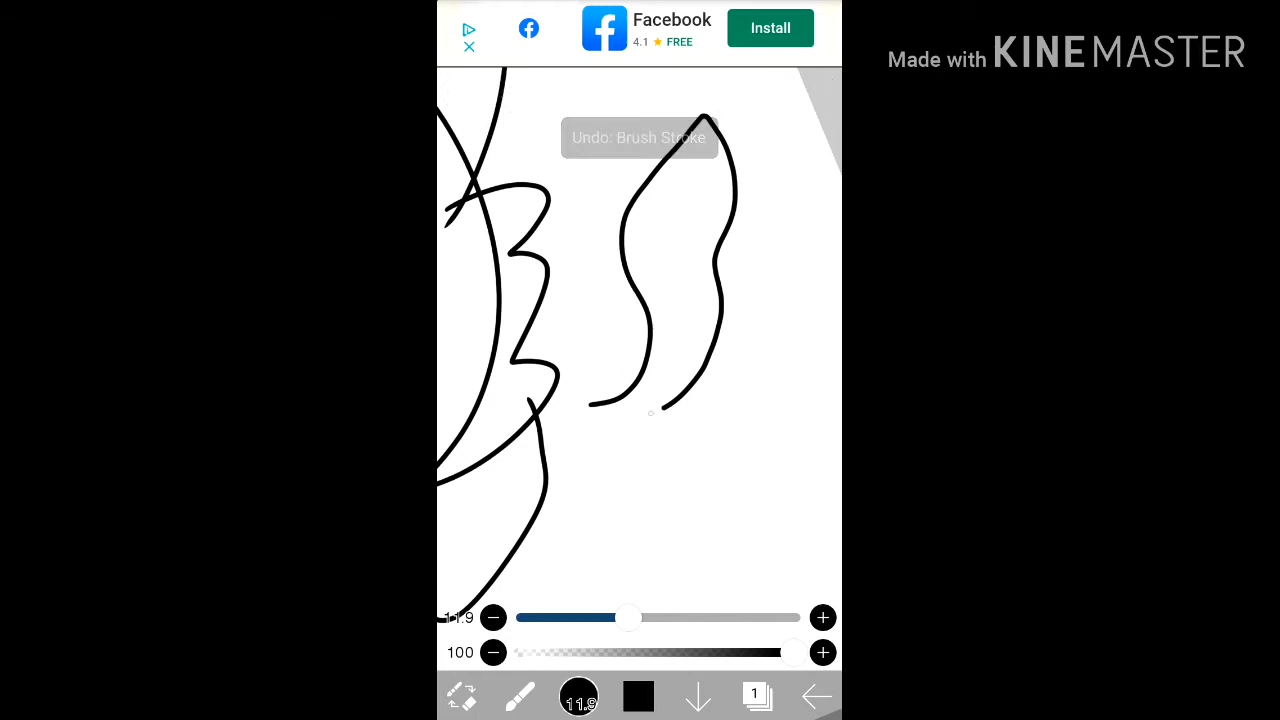 Facebook
4.1 ★ FREE
Install
Made with KINEMASTER
Undo: Brush Stroke
11.9
100
11.9
1